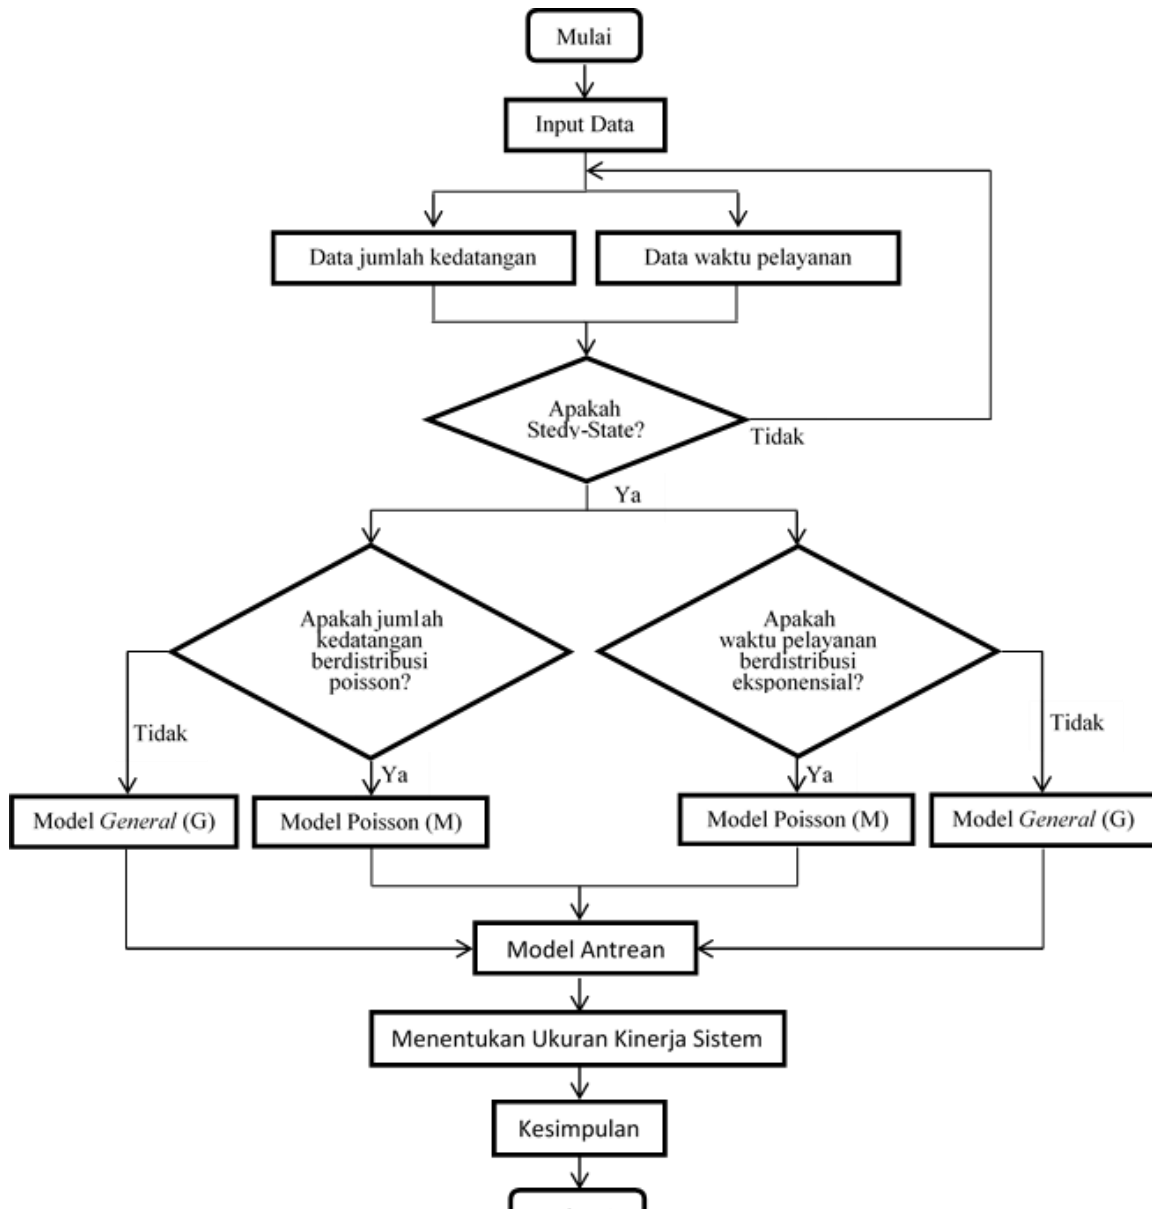 Mulai
Input Data
Data jumlah kedatangan
Data waktu pelayanan
Apakah
Stedy-State?
Tidak
Ya
Apakah jumlah
kedatangan
berdistribusi
poisson?
Apakah
waktu pelayanan
berdistribusi
eksponensial?
Tidak
Ya
Ya
Tidak
Model General (G)
Model Poisson (M)
Model Poisson (M)
Model General (G)
Model Antrean
Menentukan Ukuran Kinerja Sistem
Kesimpulan